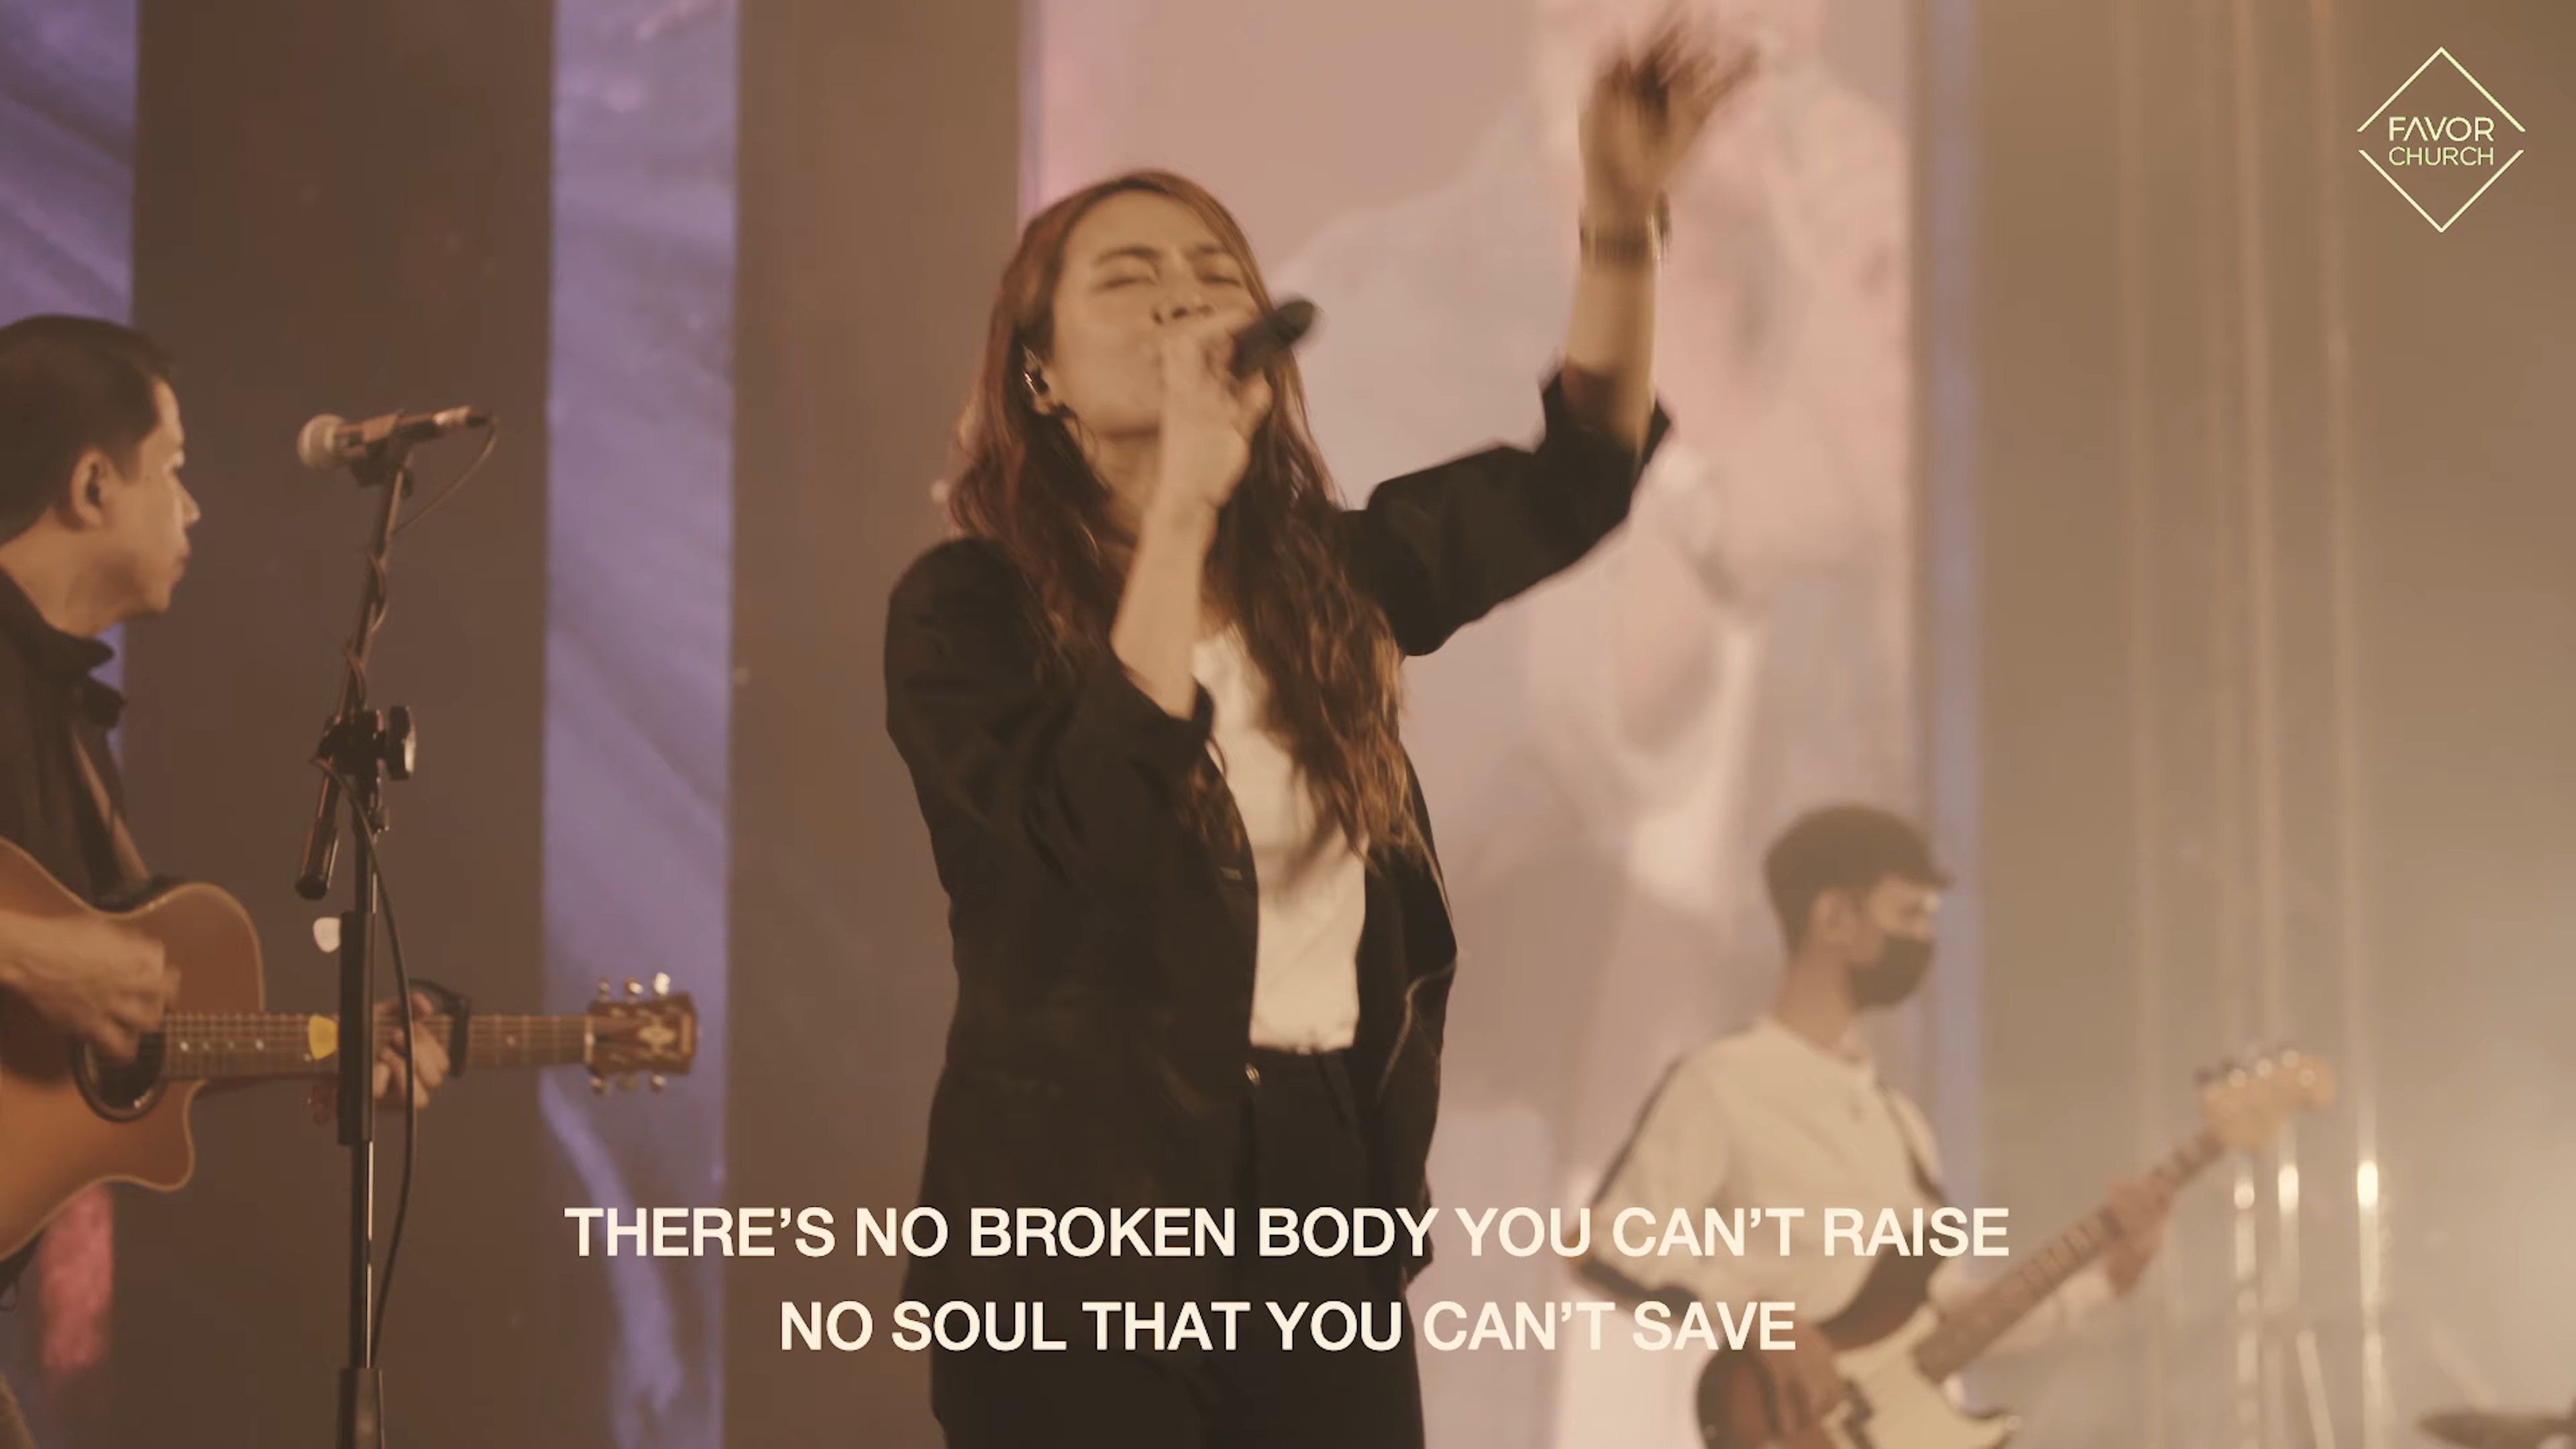 FAVOR
CHURCH
THERE'S NO BROKEN BODY YOU CAN'T RAISE
NO SOUL THAT YOU CAN'T SAVE